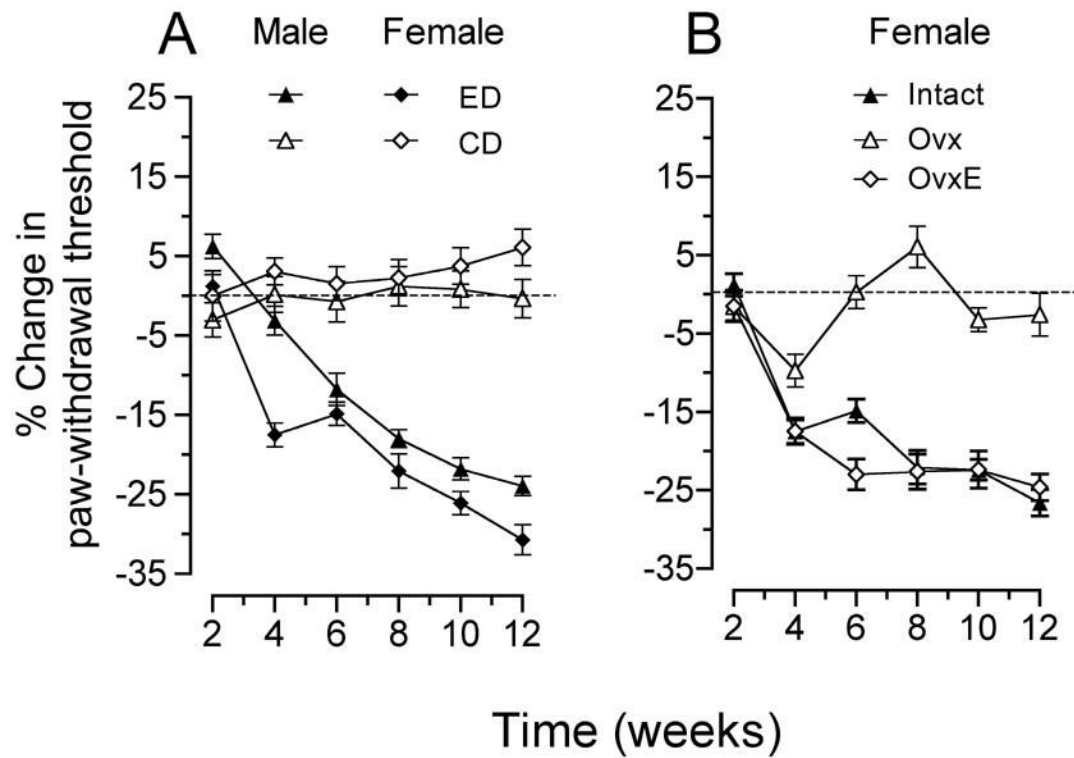 A Male Female
ED
CD
% Change in
paw-withdrawal threshold
25
15
5
-5
-15
-25
-35
2 4 6 8 10 12
B Female
Intact
Ovx
OvxE
25
15
5
-5
-15
-25
-35
2 4 6 8 10 12
Time (weeks)